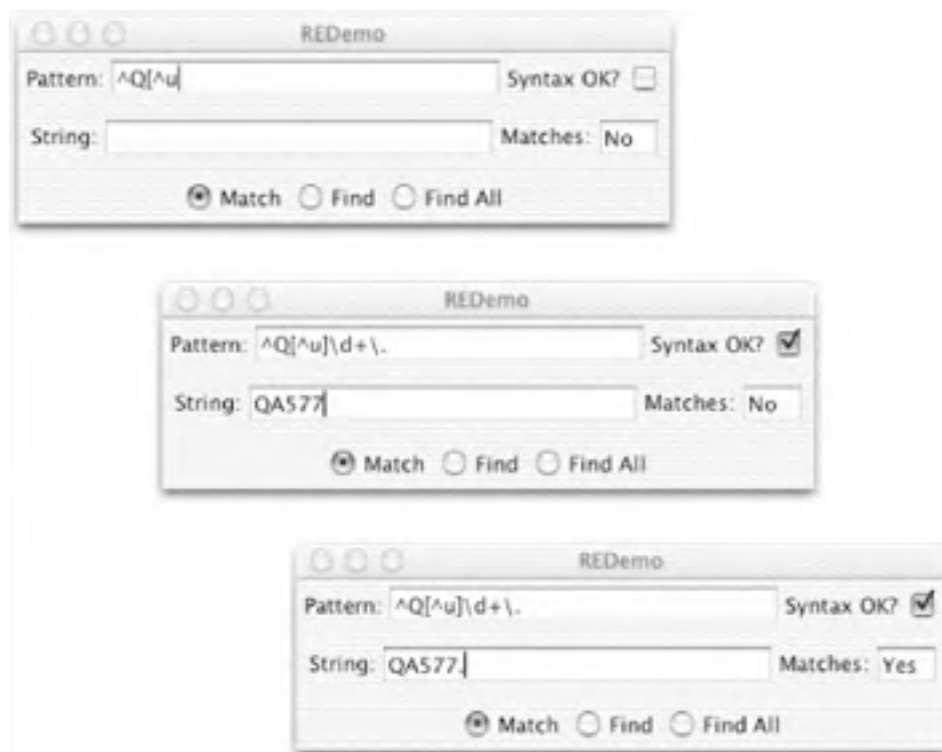 REDemo
Pattern: ^Q[^u Syntax OK?
String: Matches: No
Match Find Find All
REDemo
Pattern: ^Q[^u]\d+\. Syntax OK?
String: QA577 Matches: No
Match Find Find All
REDemo
Pattern: ^Q[^u]\d+\. Syntax OK?
String: QA577. Matches: Yes
Match Find Find All